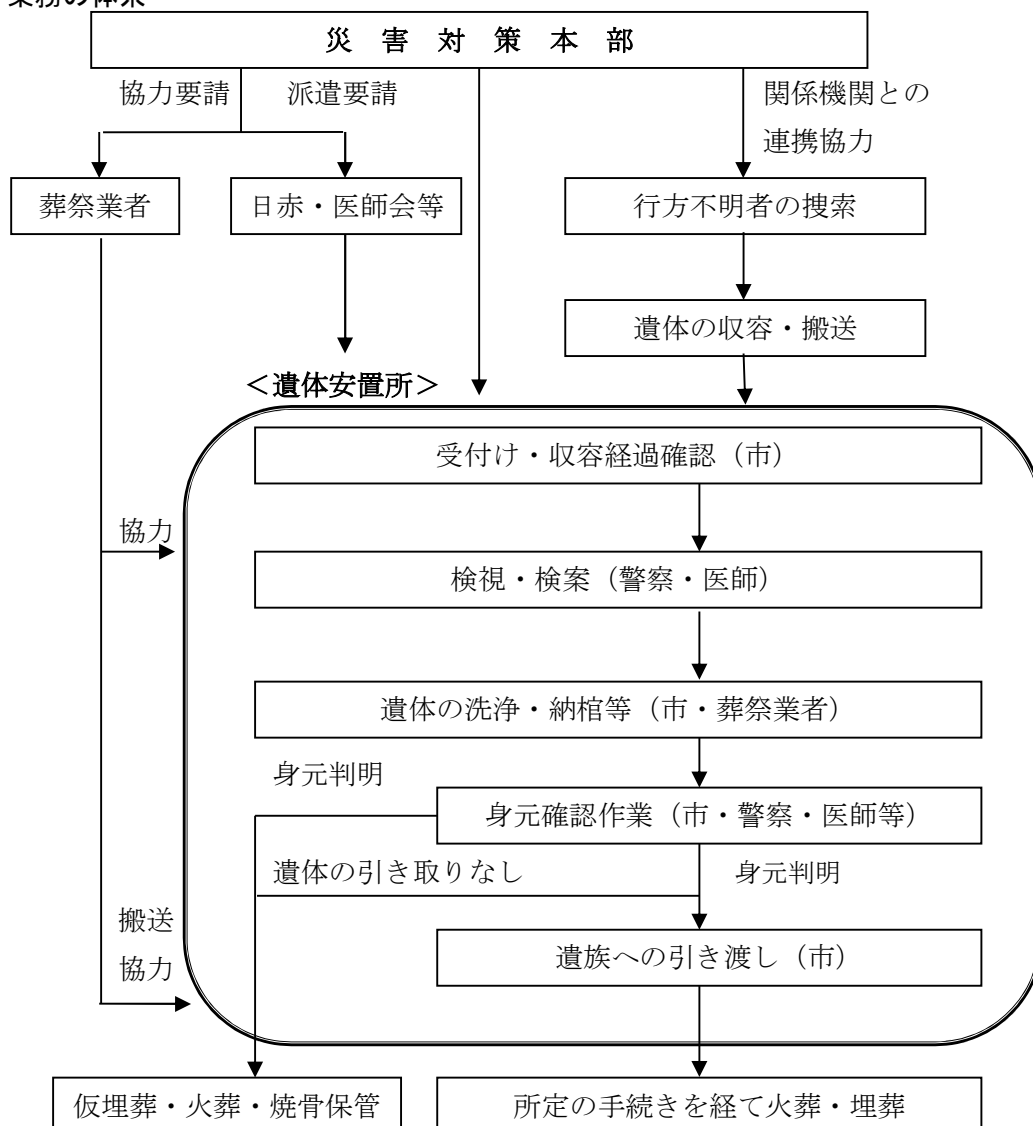 災害対策本部
協力要請
派遣要請
関係機関との
連携協力
葬祭業者
日赤・医師会等
行方不明者の捜索
遺体の収容・搬送
＜遺体安置所＞
受付け・収容経過確認（市）
協力
検視・検案（警察・医師）
遺体の洗浄・納棺等（市・葬祭業者）
身元判明
身元確認作業（市・警察・医師等）
遺体の引き取りなし
身元判明
搬送
協力
遺族への引き渡し（市）
仮埋葬・火葬・焼骨保管
所定の手続きを経て火葬・埋葬